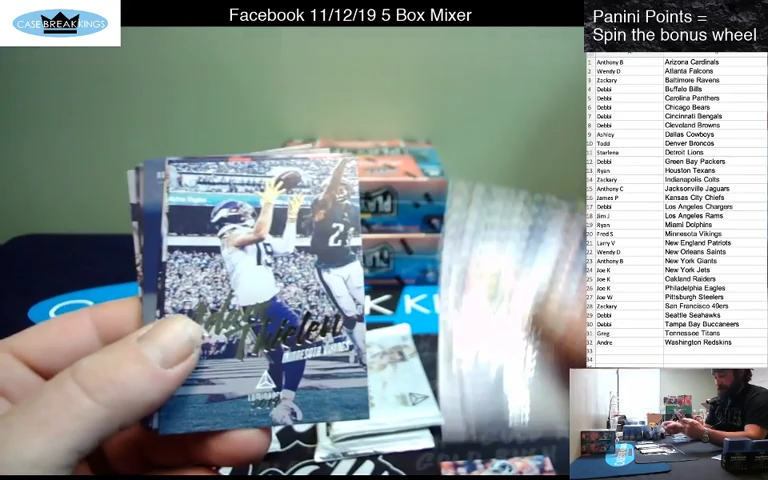 CASE BREAK KINGS
Facebook 11/12/19 5 Box Mixer
Panini Points =
Spin the bonus wheel
1 Anthony B Arizona Cardinals
2 Wendy D Atlanta Falcons
3 Zackary Baltimore Ravens
4 Debbi Buffalo Bills
5 Debbi Carolina Panthers
6 Debbi Chicago Bears
7 Debbi Cincinnati Bengals
8 Debbi Cleveland Browns
9 Ashley Dallas Cowboys
10 Todd Denver Broncos
11 Starlena Detroit Lions
12 Debbi Green Bay Packers
13 Ryan Houston Texans
14 Zackary Indianapolis Colts
15 Anthony C Jacksonville Jaguars
16 James P Kansas City Chiefs
17 Debbi Los Angeles Chargers
18 Jim J Los Angeles Rams
19 Ryan Miami Dolphins
20 Fred S Minnesota Vikings
21 Larry V New England Patriots
22 Wendy D New Orleans Saints
23 Anthony B New York Giants
24 Joe K New York Jets
25 Joe K Oakland Raiders
26 Joe K Philadelphia Eagles
27 Joe W Pittsburgh Steelers
28 Zackary San Francisco 49ers
29 Debbi Seattle Seahawks
30 Debbi Tampa Bay Buccaneers
31 Greg Tennessee Titans
32 Andre Washington Redskins
33
34
Adam Thielen
MINNESOTA VIKINGS
LUMINANCE